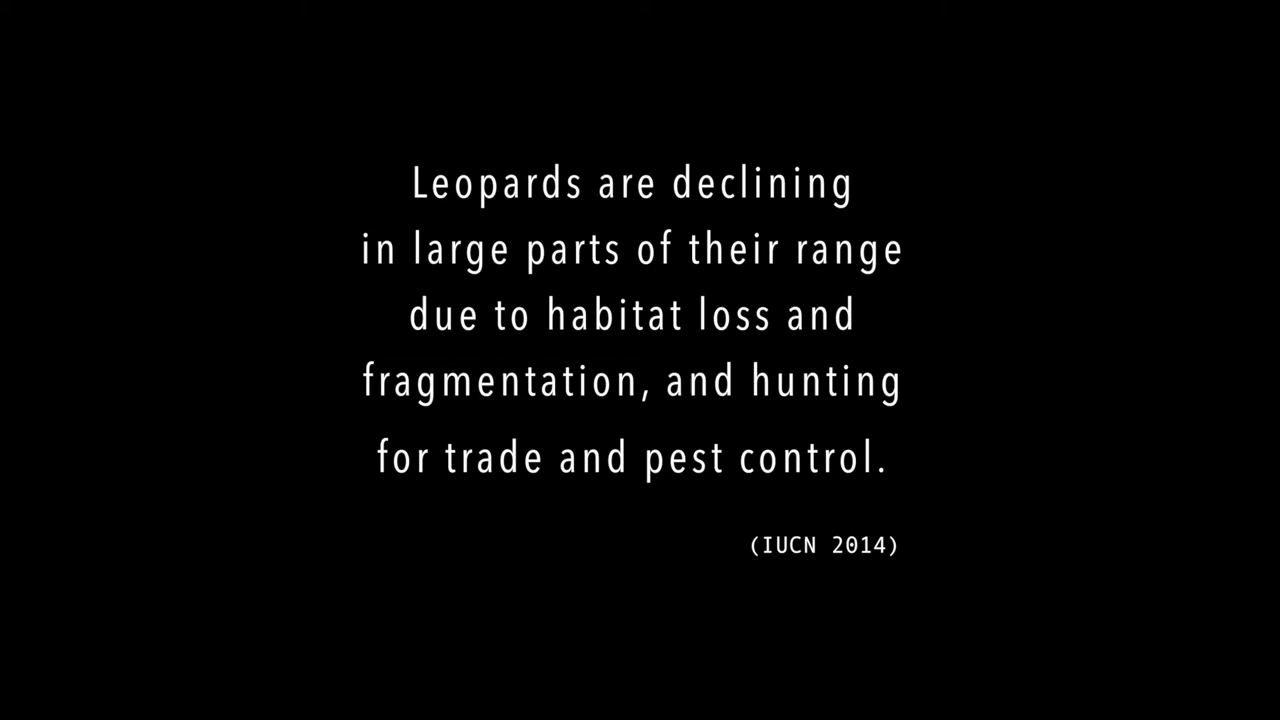 Leopards are declining
in large parts of their range
due to habitat loss and
fragmentation, and hunting
for trade and pest control.
(IUCN 2014)